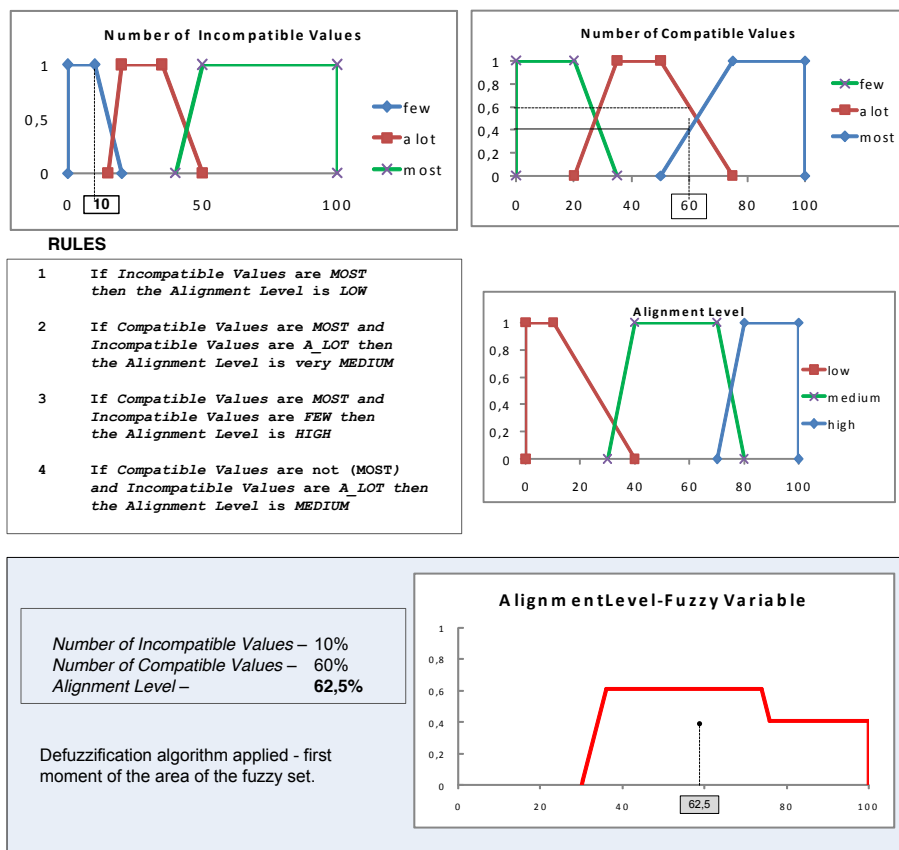 Number of Incompatible Values
1
0,5
0
0
10
50
100
few
a lot
most
Number of Compatible Values
1
0,8
0,6
0,4
0,2
0
0
20
40
60
80
100
few
a lot
most
RULES
1 If Incompatible Values are MOST
then the Alignment Level is LOW
2 If Compatible Values are MOST and
Incompatible Values are A_LOT then
the Alignment Level is very MEDIUM
3 If Compatible Values are MOST and
Incompatible Values are FEW then
the Alignment Level is HIGH
4 If Compatible Values are not (MOST)
and Incompatible Values are A_LOT then
the Alignment Level is MEDIUM
Alignment Level
1
0,8
0,6
0,4
0,2
0
0
20
40
60
80
100
low
medium
high
Number of Incompatible Values – 10%
Number of Compatible Values – 60%
Alignment Level – 62,5%
Defuzzification algorithm applied - first
moment of the area of the fuzzy set.
AlignmentLevel-Fuzzy Variable
1
0,8
0,6
0,4
0,2
0
0
20
40
62,5
80
100